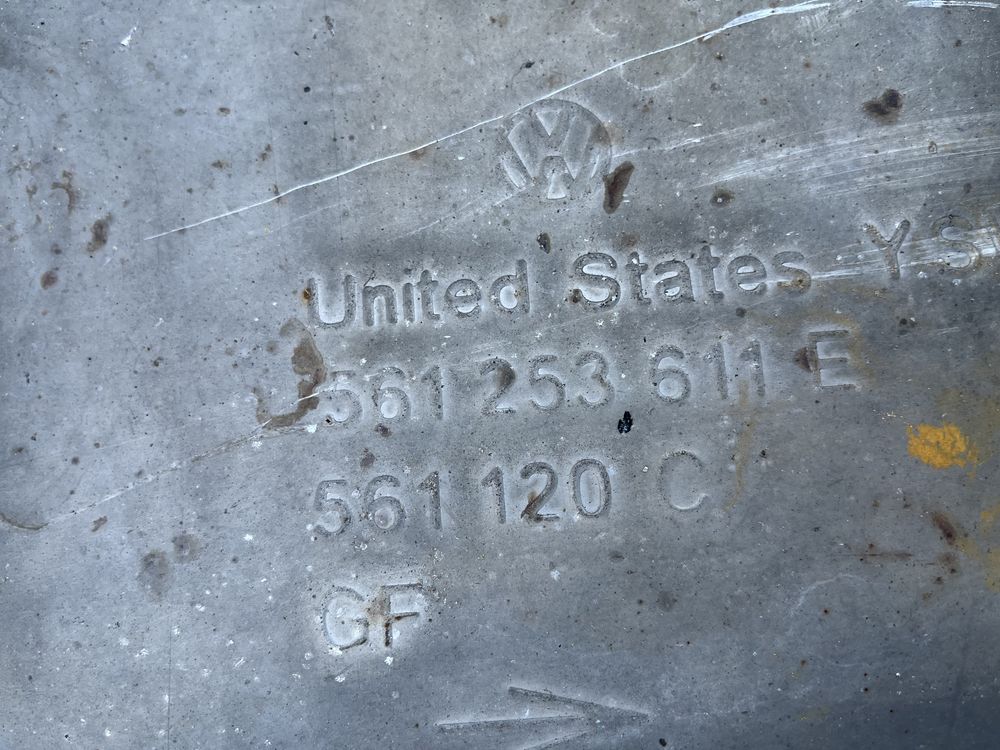 United States YS
561 253 611 E
561 120 C
GF